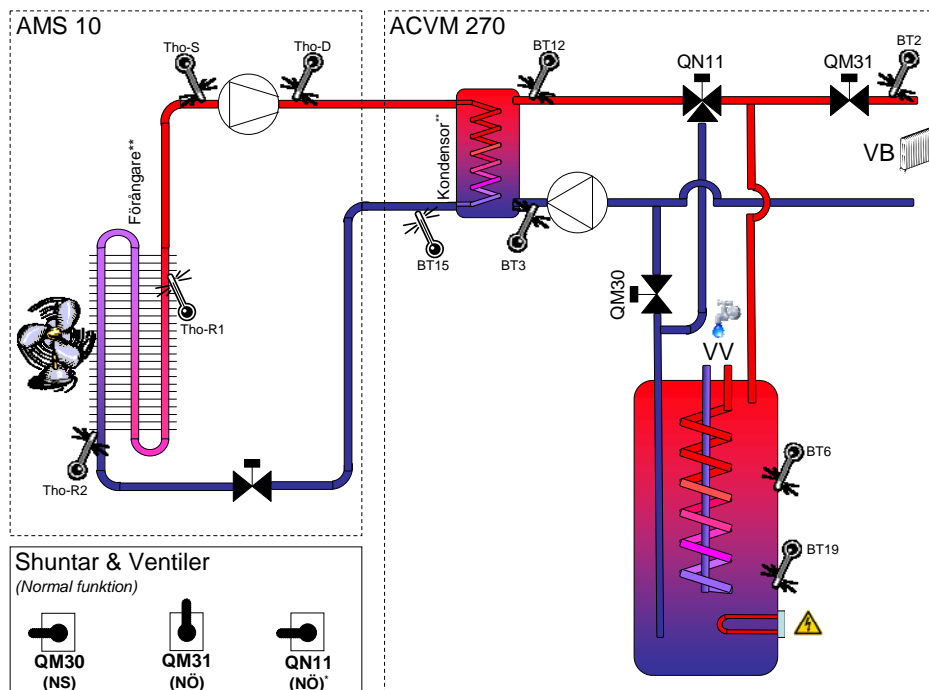 AMS 10
ACVM 270
Tho-S
Tho-D
BT12
QN11
QM31
BT2
VB
Förångare**
Kondensor**
BT15
BT3
Tho-R1
QM30
VV
Tho-R2
BT6
BT19
Shuntar & Ventiler
(Normal funktion)
QM30
(NS)
QM31
(NÖ)
QN11
(NÖ)*